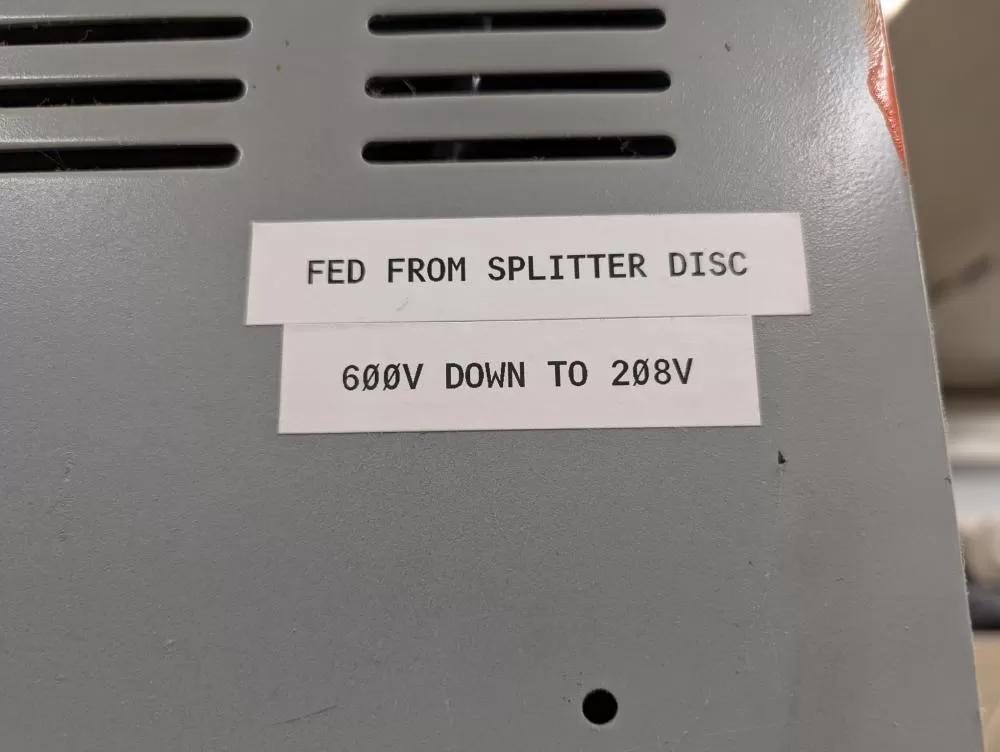 FED FROM SPLITTER DISC
600V DOWN TO 208V